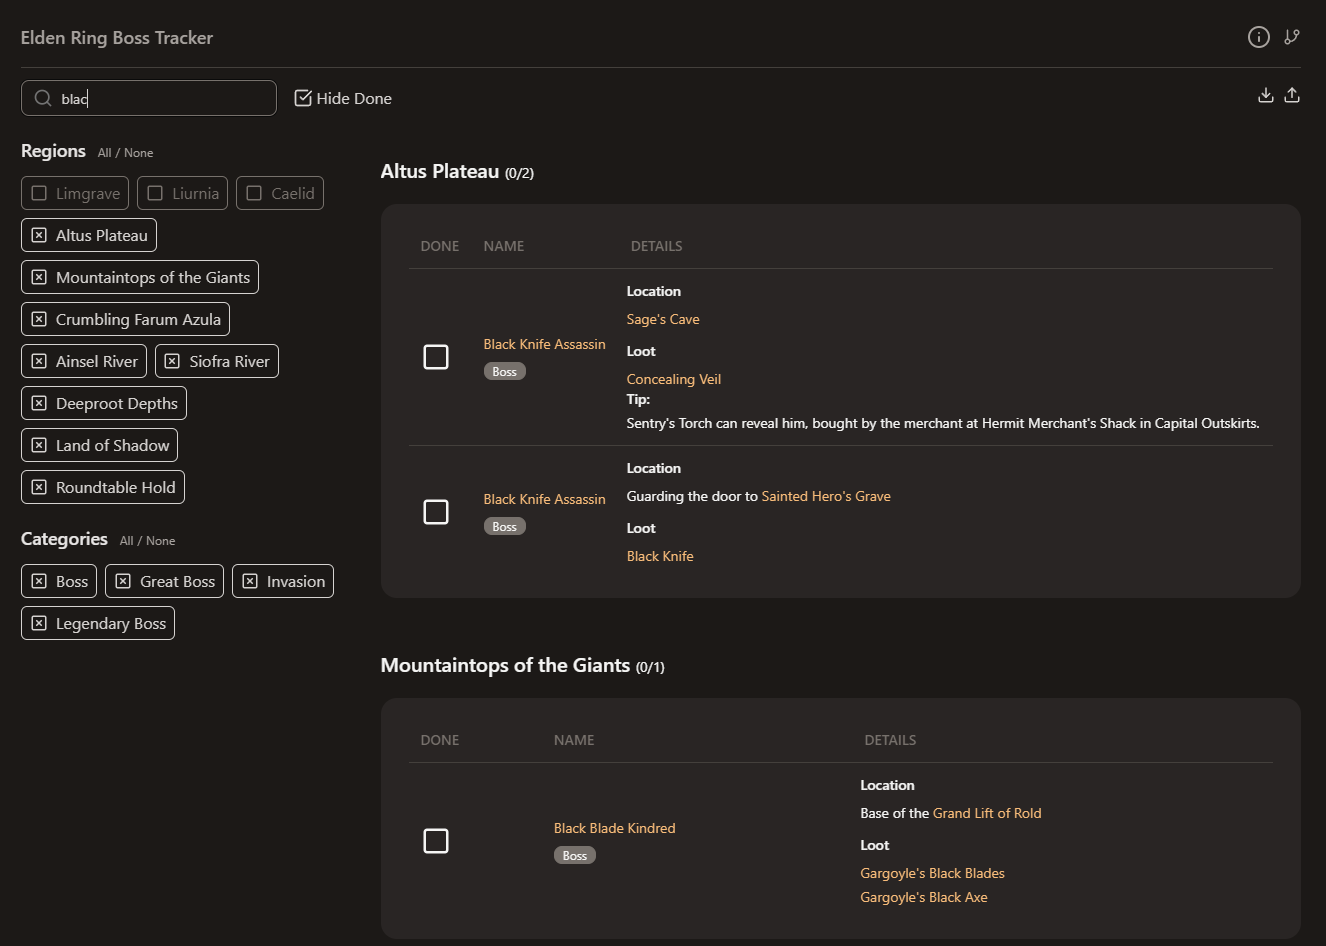 Elden Ring Boss Tracker
blac
Hide Done
Regions All / None
Limgrave Liurnia Caelid
Altus Plateau
Mountaintops of the Giants
Crumbling Farum Azula
Ainsel River Siofra River
Deeproot Depths
Land of Shadow
Roundtable Hold
Categories All / None
Boss Great Boss Invasion
Legendary Boss
Altus Plateau (0/2)
DONE NAME DETAILS
Black Knife Assassin
Boss
Location
Sage's Cave
Loot
Concealing Veil
Tip:
Sentry's Torch can reveal him, bought by the merchant at Hermit Merchant's Shack in Capital Outskirts.
Black Knife Assassin
Boss
Location
Guarding the door to Sainted Hero's Grave
Loot
Black Knife
Mountaintops of the Giants (0/1)
DONE NAME DETAILS
Black Blade Kindred
Boss
Location
Base of the Grand Lift of Rold
Loot
Gargoyle's Black Blades
Gargoyle's Black Axe